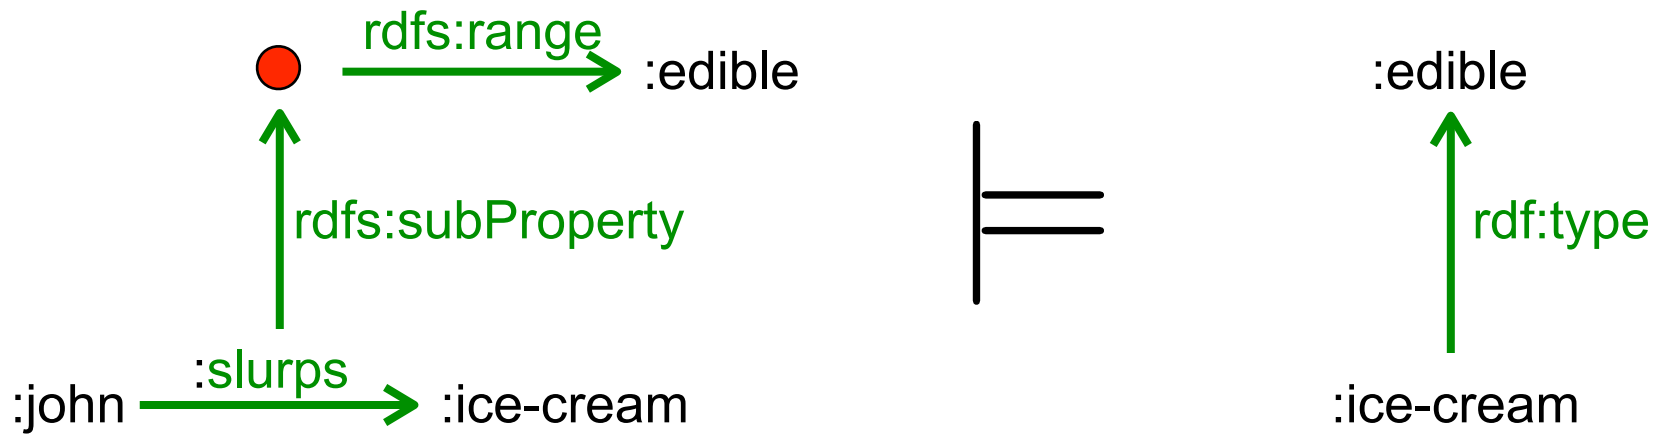 rdfs:range
:edible
:edible
rdfs:subProperty
rdf:type
:slurps
:john
:ice-cream
:ice-cream